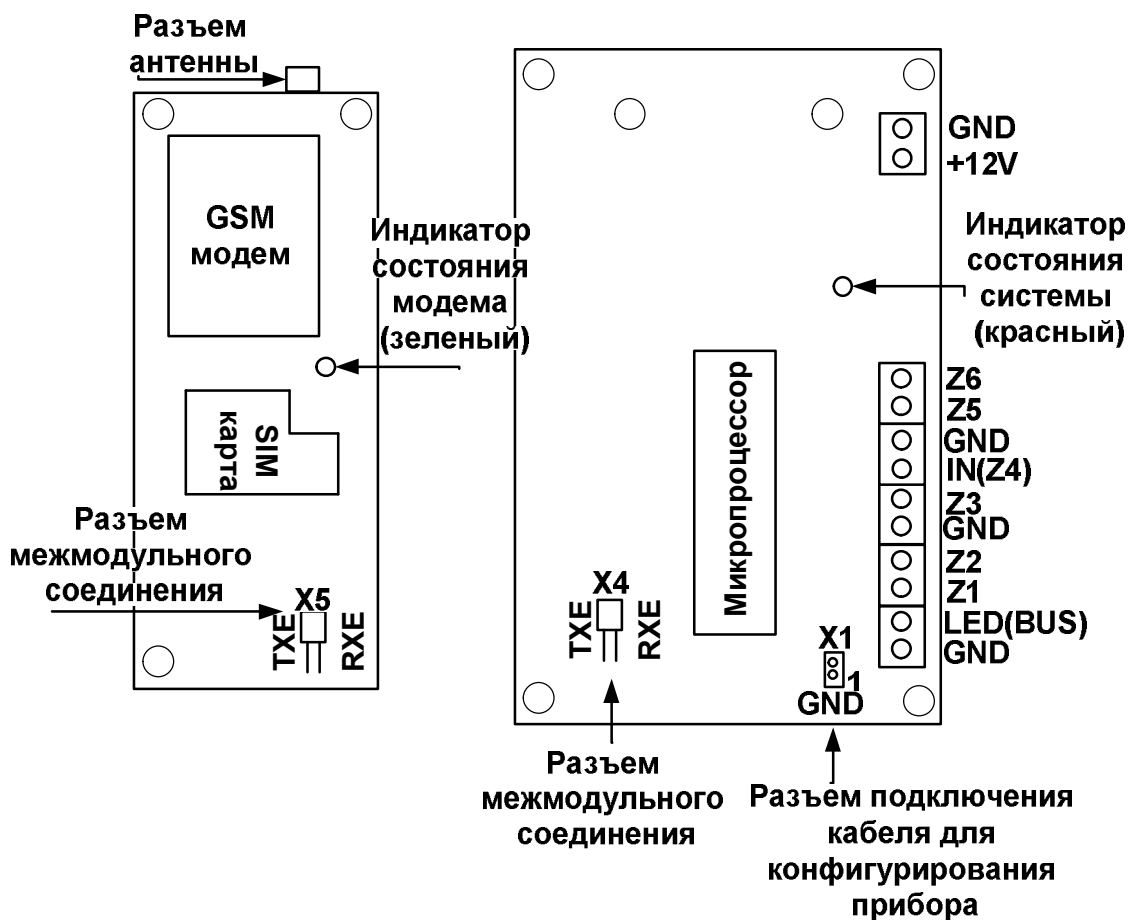 Разъем
антенны
GSM
модем
Индикатор
состояния
модема
(зеленый)
SIM
карта
Разъем
межмодульного
соединения
X5
TXE
RXE
GND
+12V
Индикатор
состояния
системы
(красный)
Микропроцессор
Z6
Z5
GND
IN(Z4)
Z3
GND
Z2
Z1
LED(BUS)
GND
X4
TXE
RXE
X1
1
GND
Разъем
межмодульного
соединения
Разъем подключения
кабеля для
конфигурирования
прибора